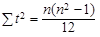 ∑t² = n(n² − 1) / 12